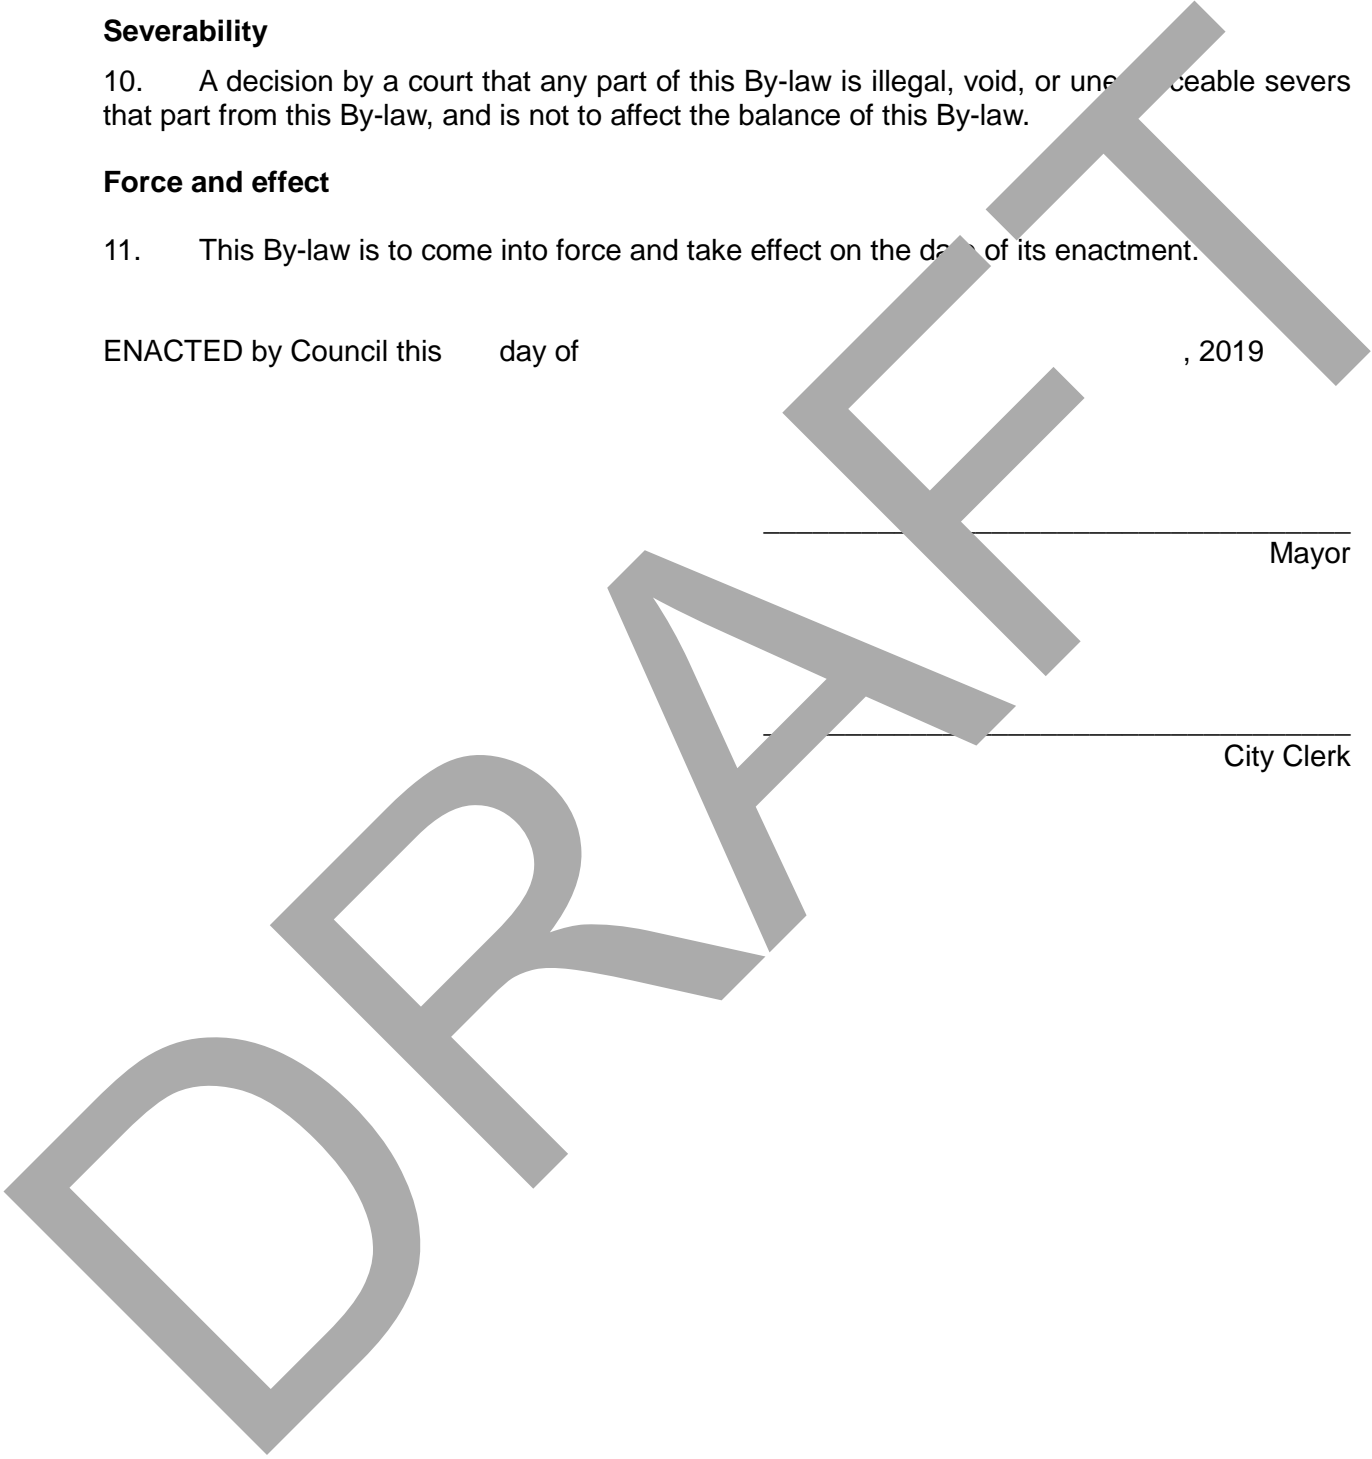 Severability
10. A decision by a court that any part of this By-law is illegal, void, or severs
that part from this By-law, and is not to affect the balance of this By-law.
Force and effect
11. This By-law is to come into force and take effect on the of its enactment.
ENACTED by Council this day of , 2019
Mayor
City Clerk
DRAFT